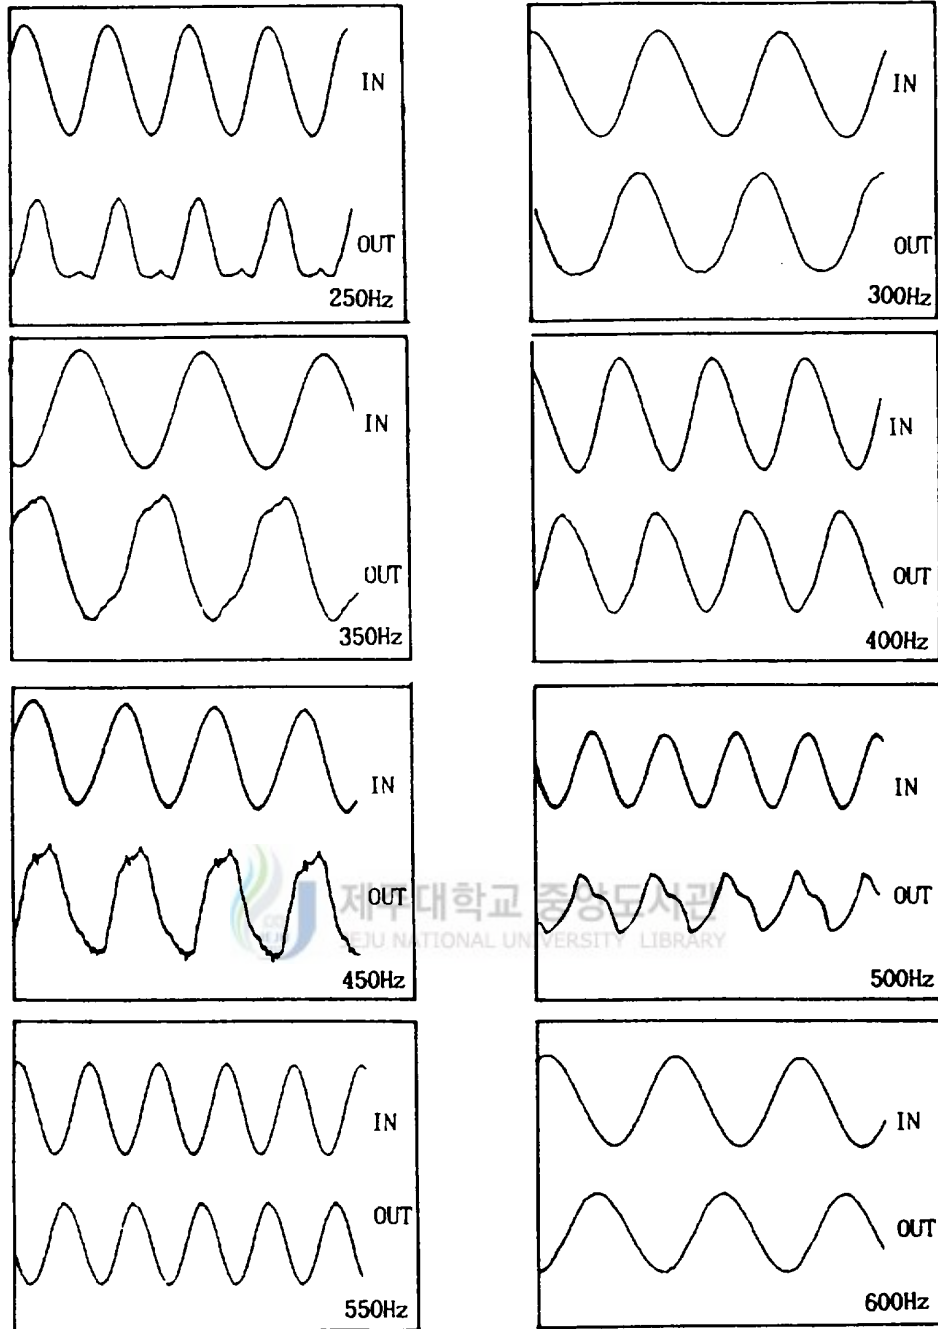 IN
OUT
250Hz
IN
OUT
300Hz
IN
OUT
350Hz
IN
OUT
400Hz
IN
OUT
450Hz
IN
OUT
500Hz
제주대학교 중앙도서관
JEJU NATIONAL UNIVERSITY LIBRARY
IN
OUT
550Hz
IN
OUT
600Hz